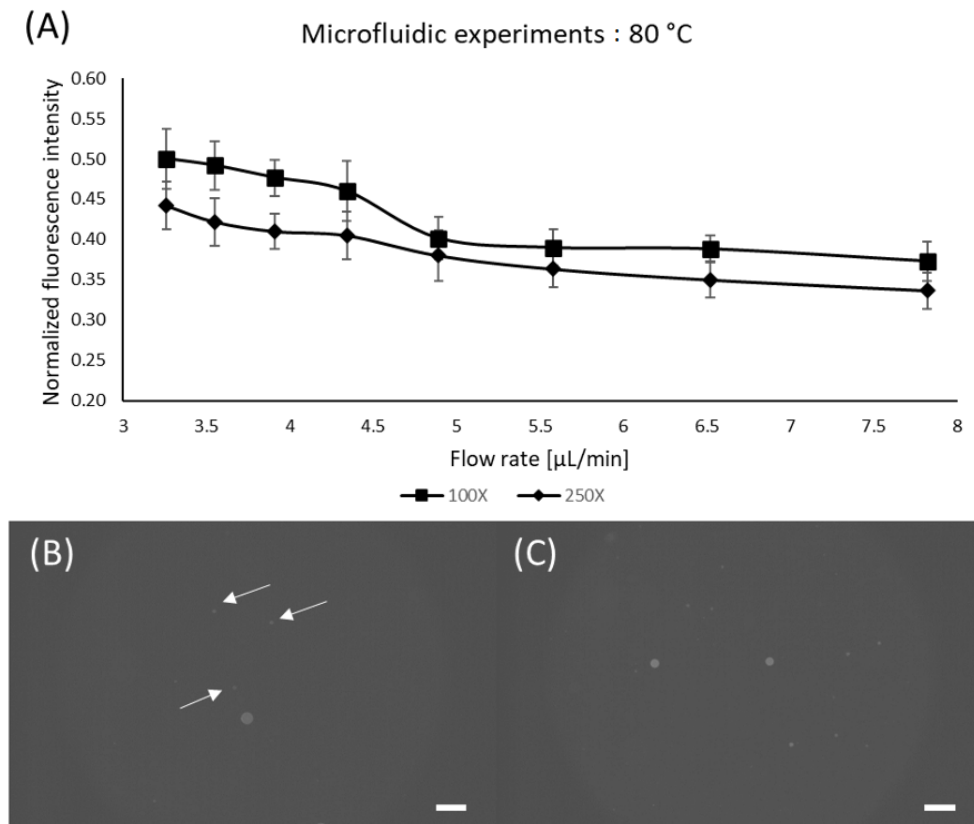 (A)
Microfluidic experiments : 80 °C
Normalized fluorescence intensity
0.60
0.55
0.50
0.45
0.40
0.35
0.30
0.25
0.20
3 3.5 4 4.5 5 5.5 6 6.5 7 7.5 8
Flow rate [µL/min]
100X 250X
(B) (C)